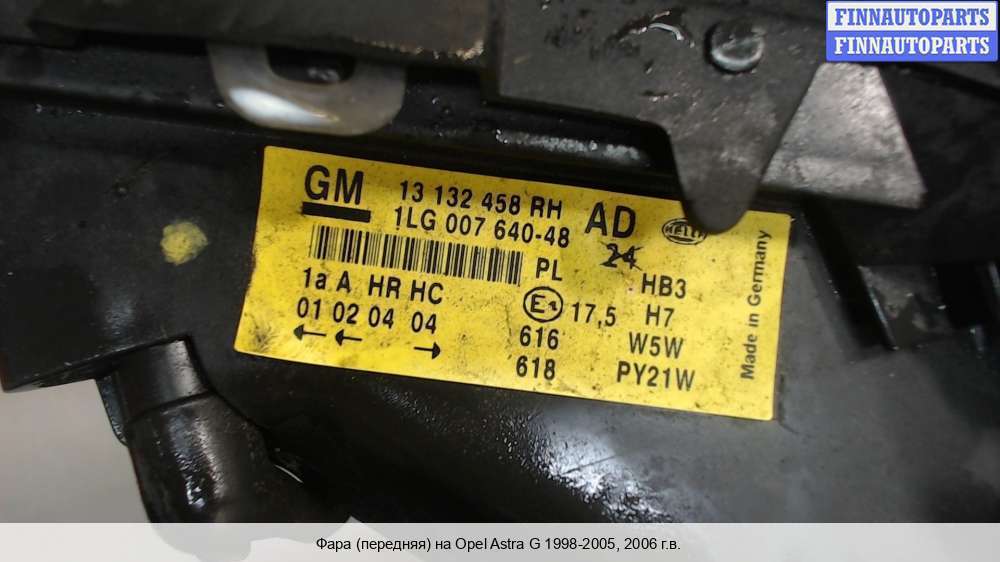 FINNAUTOPARTS
FINNAUTOPARTS
GM 13 132 458 RH AD
1LG 007 640-48 HELLA
PL 24 HB3
1a A HR HC E1 17,5 H7
01 02 04 04 616 W5W
← ← → 618 PY21W
Made in Germany
Фара (передняя) на Opel Astra G 1998-2005, 2006 г.в.